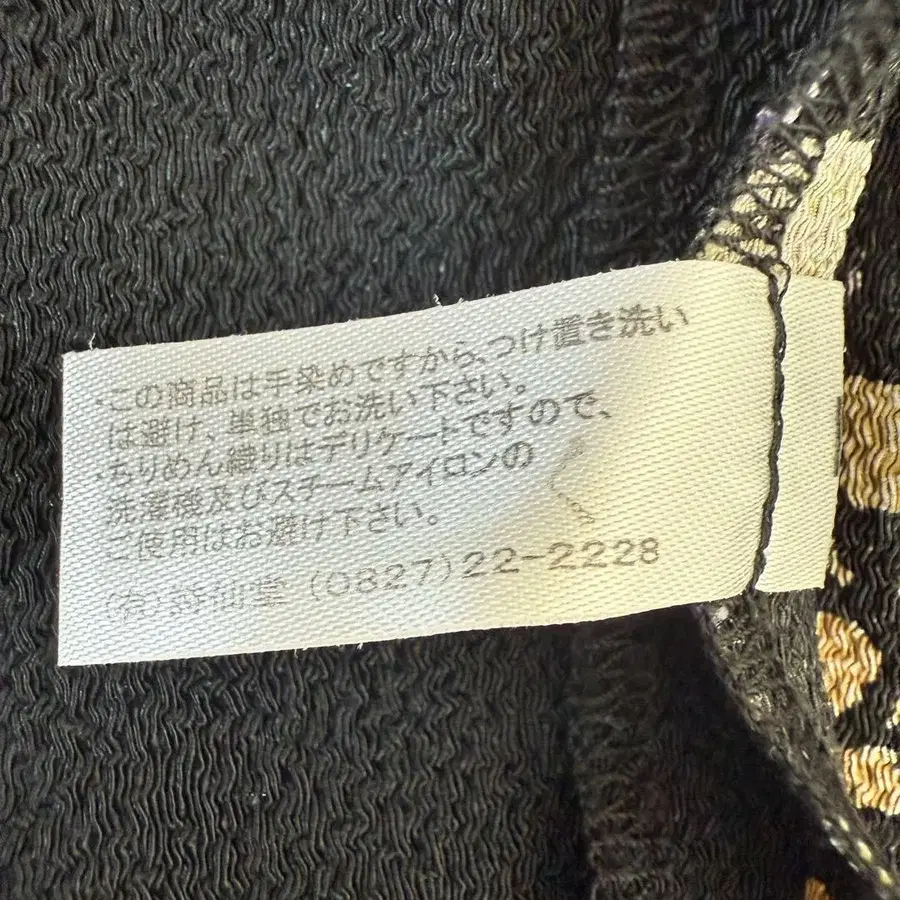 ・この商品は手染めですから、つけ置き洗い
は避け、単独でお洗い下さい。
・ちりめん織りはデリケートですので、
洗濯機及びスチームアイロンの
ご使用はお避け下さい。
(有) 仙堂 (0827)22-2228